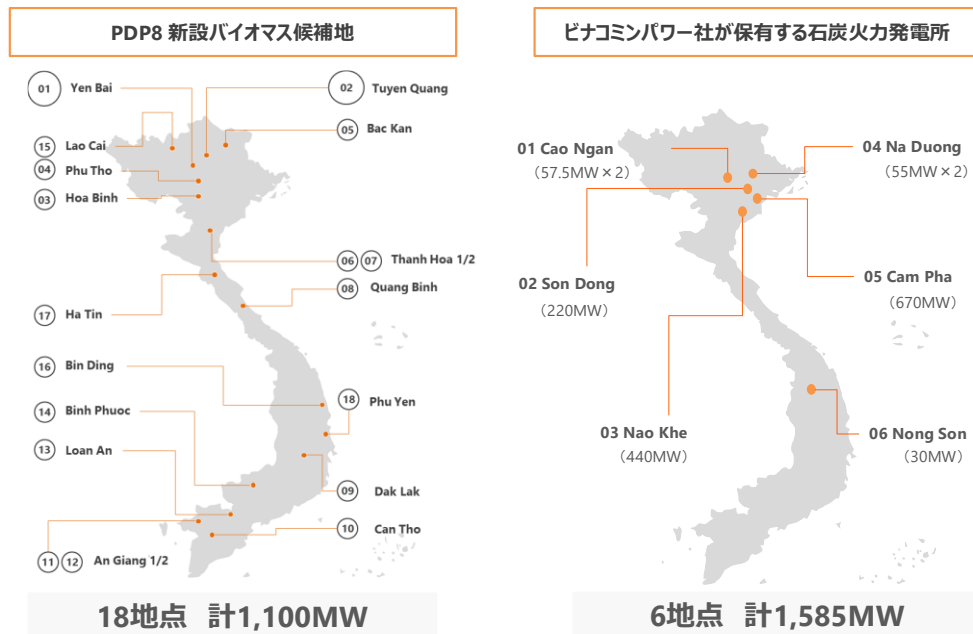 PDP8 新設バイオマス候補地
01 Yen Bai
02 Tuyen Quang
05 Bac Kan
15 Lao Cai
04 Phu Tho
03 Hoa Binh
06 07 Thanh Hoa 1/2
08 Quang Binh
17 Ha Tin
16 Bin Ding
18 Phu Yen
14 Binh Phuoc
13 Loan An
09 Dak Lak
10 Can Tho
11 12 An Giang 1/2
18地点 計1,100MW
ビナコミンパワー社が保有する石炭火力発電所
01 Cao Ngan
（57.5MW×2）
04 Na Duong
（55MW×2）
02 Son Dong
（220MW）
05 Cam Pha
（670MW）
03 Nao Khe
（440MW）
06 Nong Son
（30MW）
6地点 計1,585MW